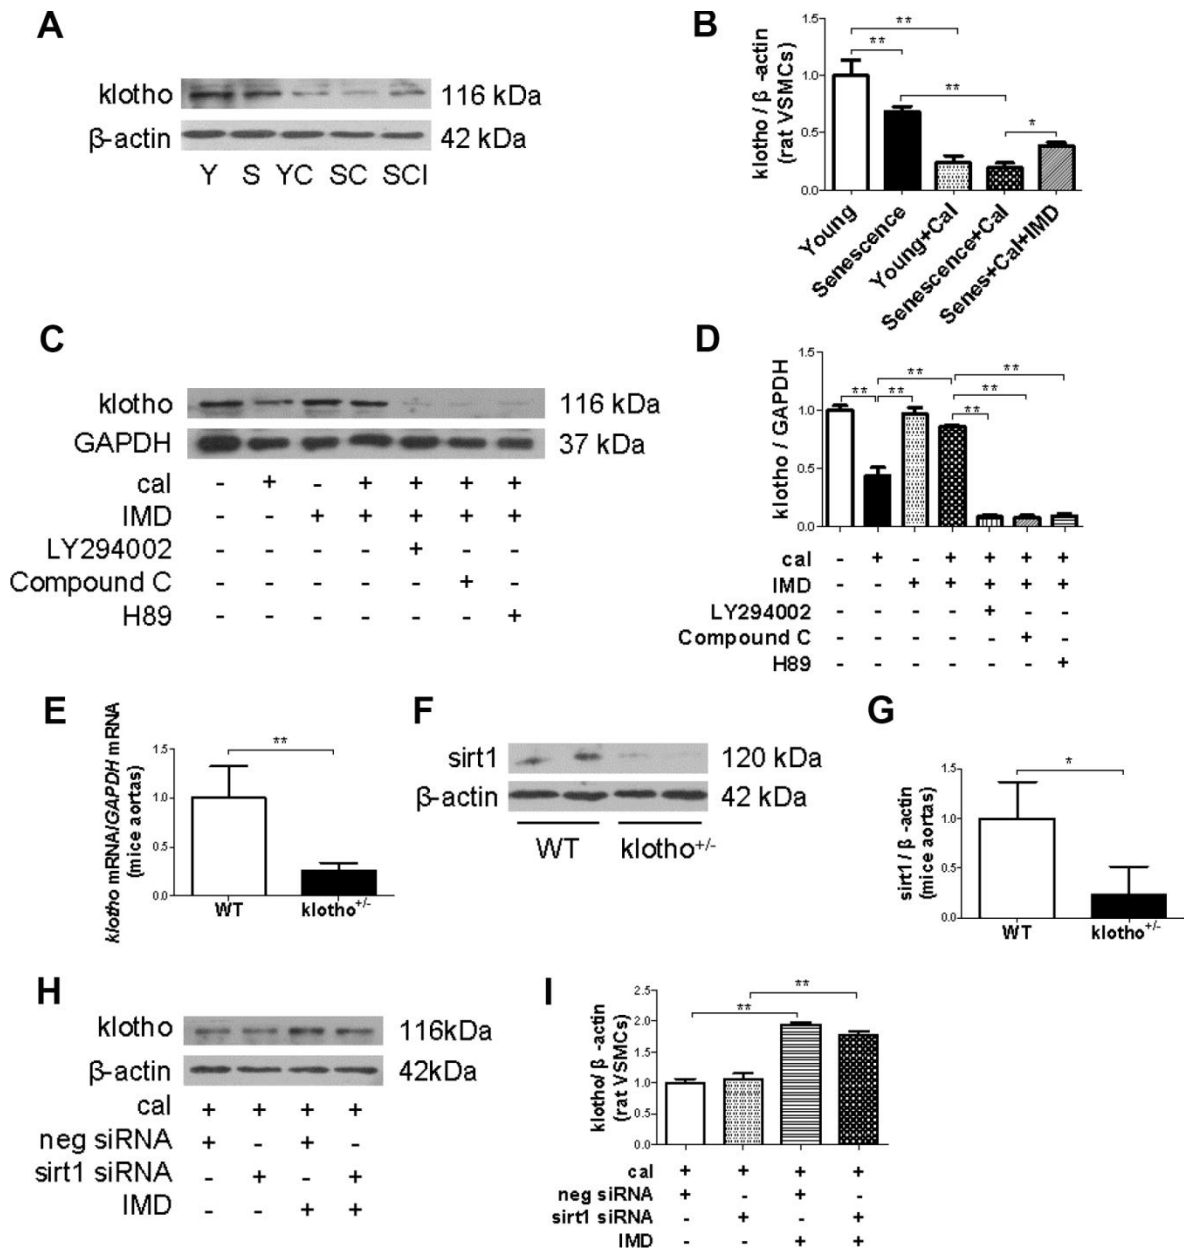 A
klotho 116 kDa
β-actin 42 kDa
Y S YC SC SCI
B
klotho / β -actin
(rat VSMCs)
1.5
1.0
0.5
0.0
** ** ** *
Young
Senescence
Young+Cal
Senescence+Cal
Senes+Cal+IMD
C
klotho 116 kDa
GAPDH 37 kDa
cal - + - + + + +
IMD - - + + + + +
LY294002 - - - - + - -
Compound C - - - - - + -
H89 - - - - - - +
D
klotho / GAPDH
1.5
1.0
0.5
0.0
** ** ** ** ** **
cal - + - + + + +
IMD - - + + + + +
LY294002 - - - - + - -
Compound C - - - - - + -
H89 - - - - - - +
E
klotho mRNA/GAPDH mRNA
(mice aortas)
1.5
1.0
0.5
0.0
**
WT klotho+/-
F
sirt1 120 kDa
β-actin 42 kDa
WT klotho+/-
G
sirt1 / β -actin
(mice aortas)
1.5
1.0
0.5
0.0
*
WT klotho+/-
H
klotho 116kDa
β-actin 42kDa
cal + + + +
neg siRNA + - + -
sirt1 siRNA - + - +
IMD - - + +
I
klotho/ β -actin
(rat VSMCs)
2.5
2.0
1.5
1.0
0.5
0.0
** **
cal + + + +
neg siRNA + - + -
sirt1 siRNA - + - +
IMD - - + +